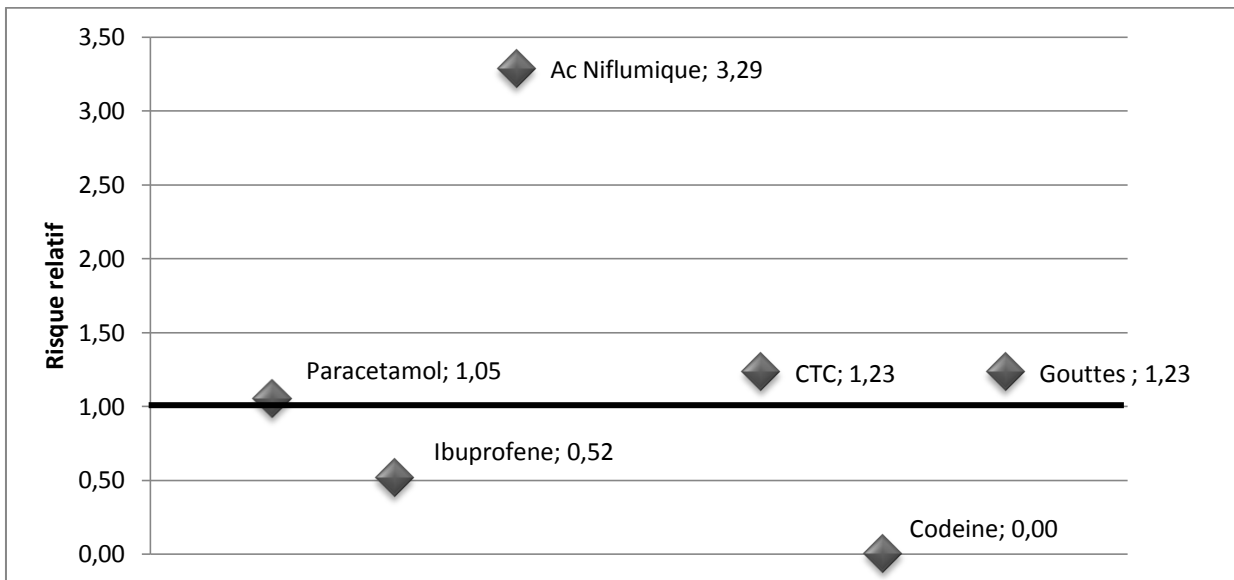 3,50
Ac Niflumique; 3,29
3,00
2,50
2,00
Risque relatif
1,50
Paracetamol; 1,05
CTC; 1,23
Gouttes ; 1,23
1,00
Ibuprofene; 0,52
0,50
Codeine; 0,00
0,00